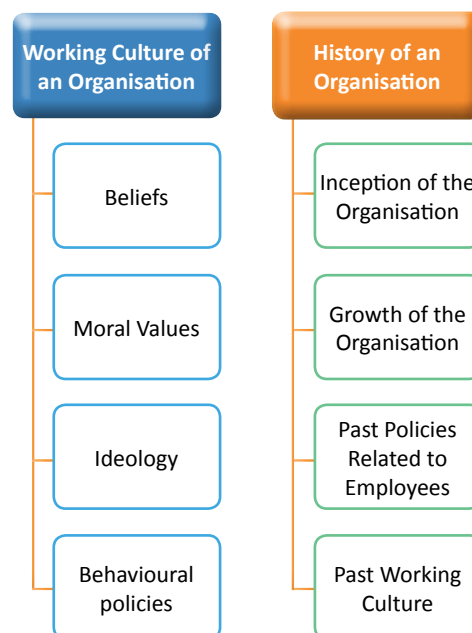 Working Culture of
an Organisation
Beliefs
Moral Values
Ideology
Behavioural
policies
History of an
Organisation
Inception of the
Organisation
Growth of the
Organisation
Past Policies
Related to
Employees
Past Working
Culture